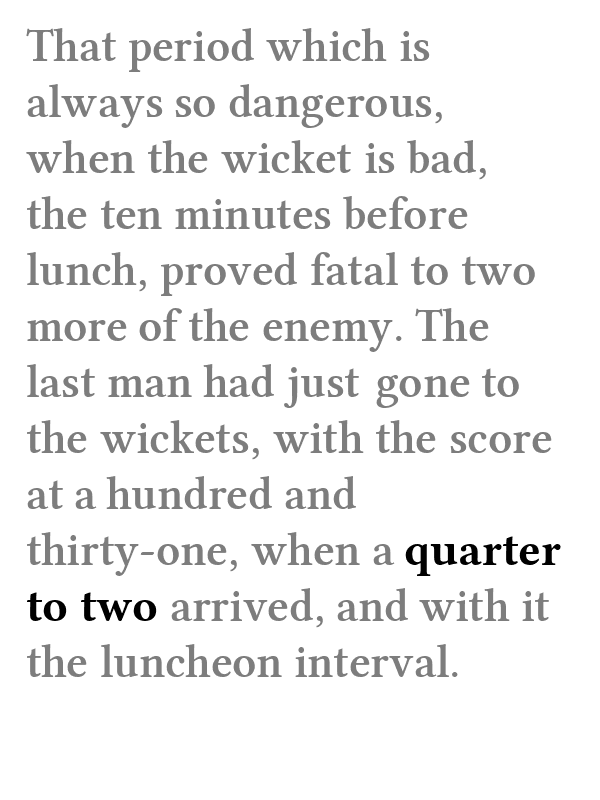 That period which is
always so dangerous,
when the wicket is bad,
the ten minutes before
lunch, proved fatal to two
more of the enemy. The
last man had just gone to
the wickets, with the score
at a hundred and
thirty-one, when a quarter
to two arrived, and with it
the luncheon interval.